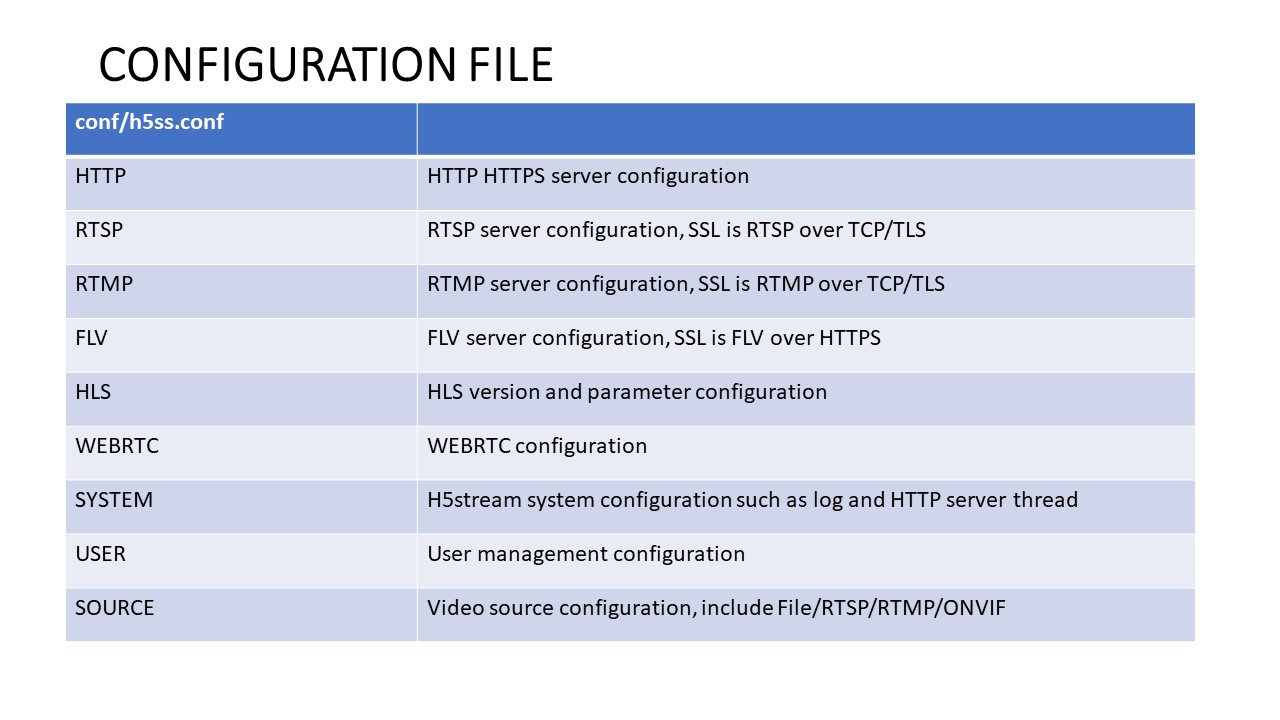 CONFIGURATION FILE
conf/h5ss.conf
HTTP HTTP HTTPS server configuration
RTSP RTSP server configuration, SSL is RTSP over TCP/TLS
RTMP RTMP server configuration, SSL is RTMP over TCP/TLS
FLV FLV server configuration, SSL is FLV over HTTPS
HLS HLS version and parameter configuration
WEBRTC WEBRTC configuration
SYSTEM H5stream system configuration such as log and HTTP server thread
USER User management configuration
SOURCE Video source configuration, include File/RTSP/RTMP/ONVIF